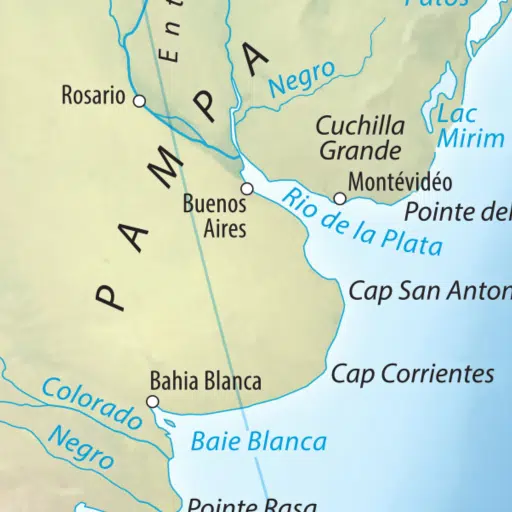 Patos
Ent
Negro
Rosario
PAMPA
Lac
Mirim
Cuchilla
Grande
Montévidéo
Buenos
Aires
Rio de la Plata
Pointe del
Cap San Anton
Cap Corrientes
Bahia Blanca
Colorado
Baie Blanca
Negro
Pointe Rasa